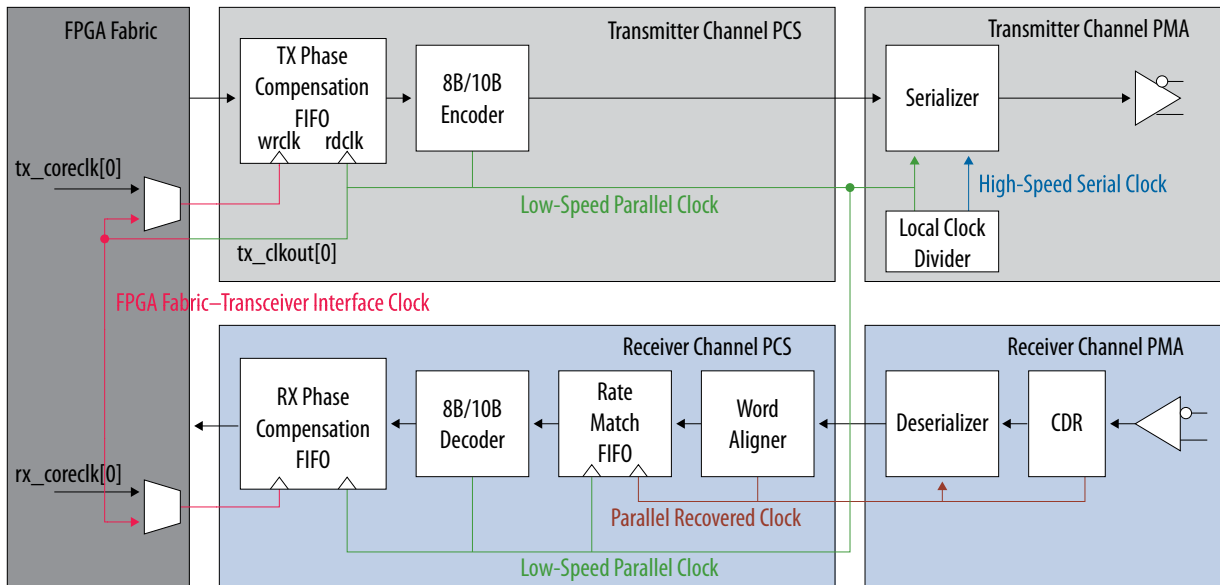 FPGA Fabric
Transmitter Channel PCS
Transmitter Channel PMA
TX Phase
Compensation
FIFO
wrclk
rdclk
8B/10B
Encoder
Serializer
tx_coreclk[0]
High-Speed Serial Clock
Low-Speed Parallel Clock
Local Clock
Divider
tx_clkout[0]
FPGA Fabric–Transceiver Interface Clock
Receiver Channel PCS
Receiver Channel PMA
RX Phase
Compensation
FIFO
8B/10B
Decoder
Rate
Match
FIFO
Word
Aligner
Deserializer
CDR
rx_coreclk[0]
Parallel Recovered Clock
Low-Speed Parallel Clock